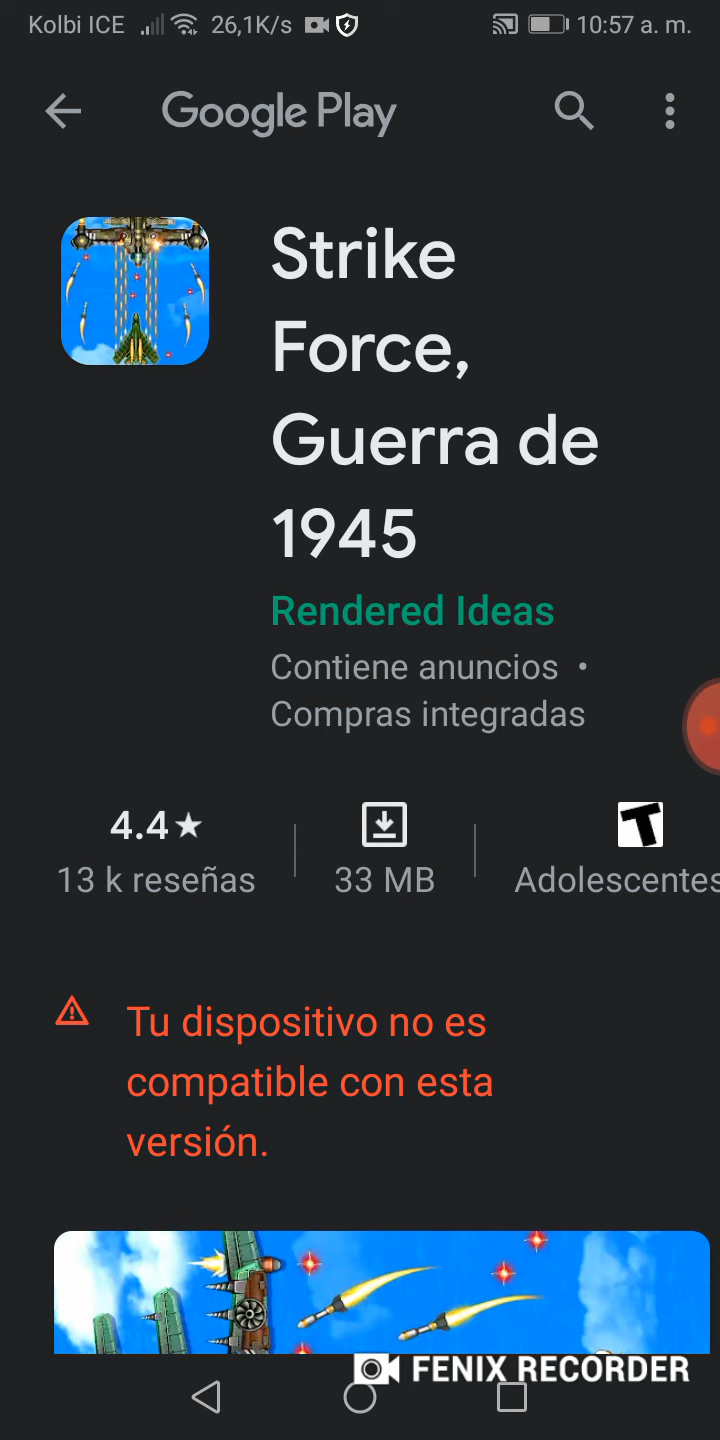 Kolbi ICE 26,1K/s 10:57 a. m.
Google Play
Strike
Force,
Guerra de
1945
Rendered Ideas
Contiene anuncios •
Compras integradas
4.4★ T
13 k reseñas 33 MB Adolescentes
Tu dispositivo no es
compatible con esta
versión.
FENIX RECORDER